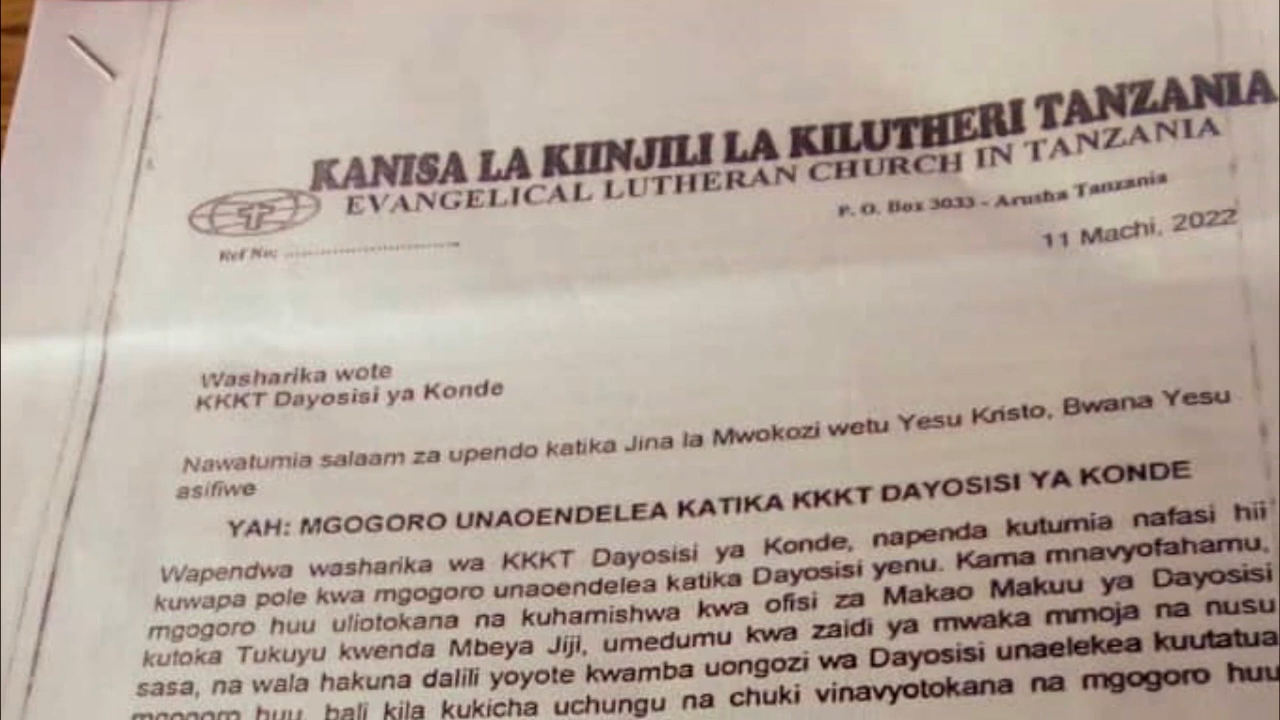 KANISA LA KIINJILI LA KILUTHERI TANZANIA
EVANGELICAL LUTHERAN CHURCH IN TANZANIA
P. O. Box 3033 - Arusha Tanzania
Ref No: ................................
11 Machi, 2022
Washarika wote
KKKT Dayosisi ya Konde
Nawatumia salaam za upendo katika Jina la Mwokozi wetu Yesu Kristo, Bwana Yesu
asifiwe
YAH: MGOGORO UNAOENDELEA KATIKA KKKT DAYOSISI YA KONDE
Wapendwa washarika wa KKKT Dayosisi ya Konde, napenda kutumia nafasi hii
kuwapa pole kwa mgogoro unaoendelea katika Dayosisi yenu. Kama mnavyofahamu,
mgogoro huu uliotokana na kuhamishwa kwa ofisi za Makao Makuu ya Dayosisi
kutoka Tukuyu kwenda Mbeya Jiji, umedumu kwa zaidi ya mwaka mmoja na nusu
sasa, na wala hakuna dalili yoyote kwamba uongozi wa Dayosisi unaelekea kuutatua
mgogoro huu, bali kila kukicha uchungu na chuki vinavyotokana na mgogoro huu